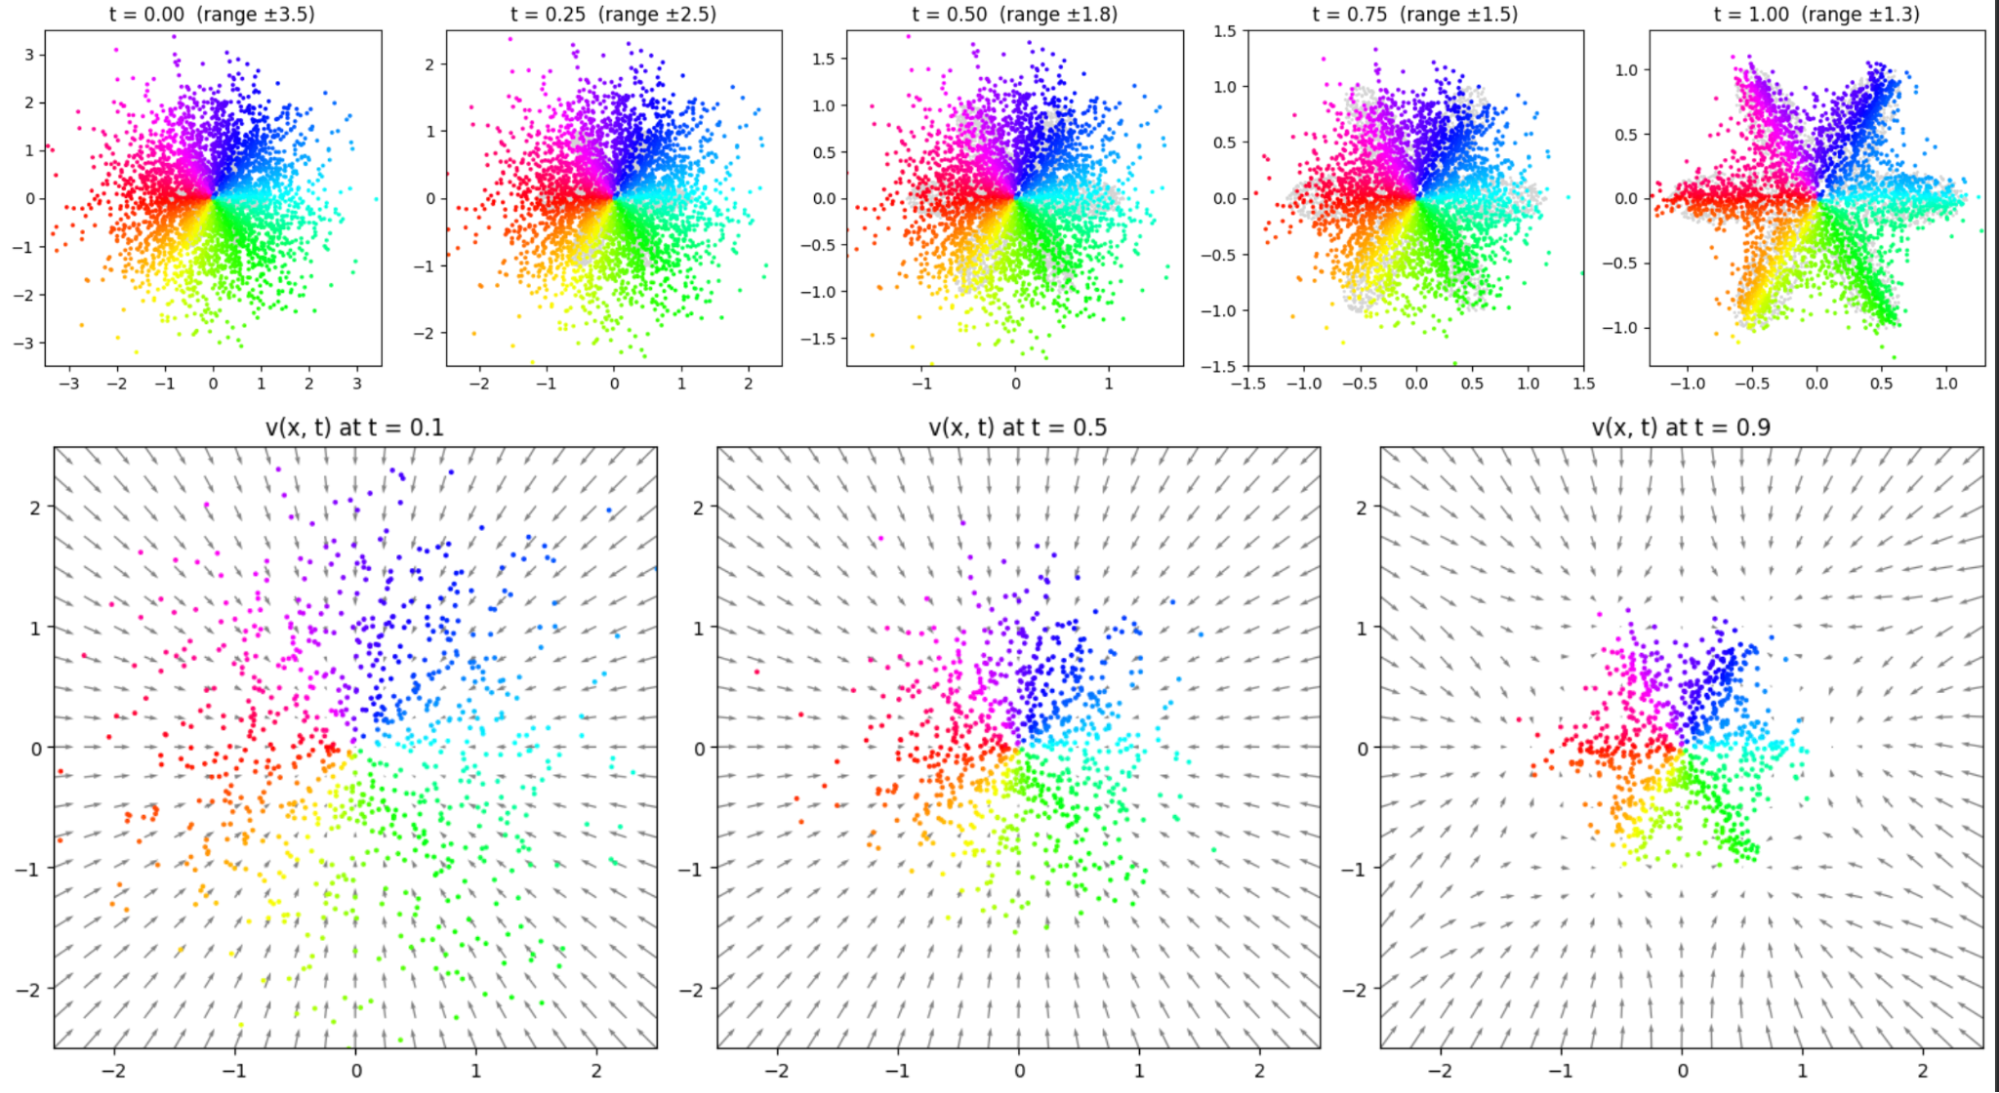 t = 0.00 (range ±3.5)
3
2
1
0
−1
−2
−3
−3 −2 −1 0 1 2 3
t = 0.25 (range ±2.5)
2
1
0
−1
−2
−2 −1 0 1 2
t = 0.50 (range ±1.8)
1.5
1.0
0.5
0.0
−0.5
−1.0
−1.5
−1 0 1
t = 0.75 (range ±1.5)
1.5
1.0
0.5
0.0
−0.5
−1.0
−1.5
−1.5 −1.0 −0.5 0.0 0.5 1.0 1.5
t = 1.00 (range ±1.3)
1.0
0.5
0.0
−0.5
−1.0
−1.0 −0.5 0.0 0.5 1.0
v(x, t) at t = 0.1
2
1
0
−1
−2
−2 −1 0 1 2
v(x, t) at t = 0.5
2
1
0
−1
−2
−2 −1 0 1 2
v(x, t) at t = 0.9
2
1
0
−1
−2
−2 −1 0 1 2